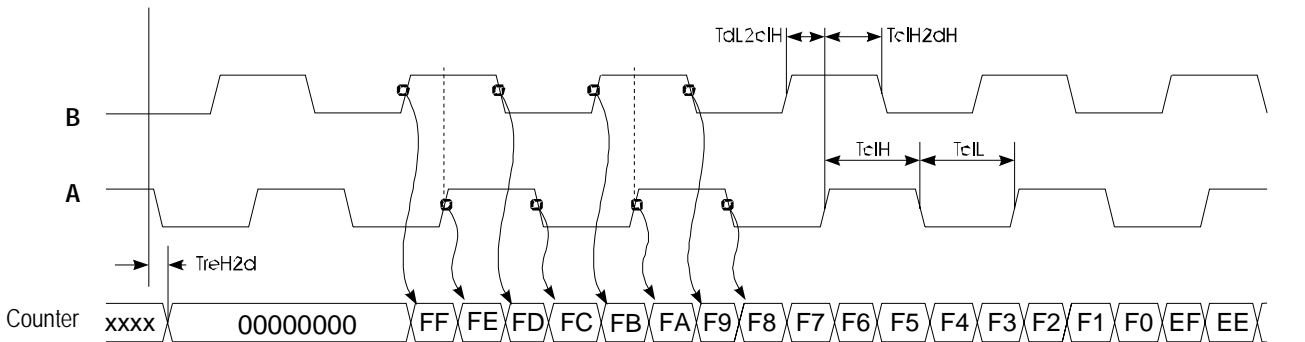 TdL2clH TclH2dH
B
TclH TclL
A
TreH2d
Counter xxxx 00000000 FF FE FD FC FB FA F9 F8 F7 F6 F5 F4 F3 F2 F1 F0 EF EE